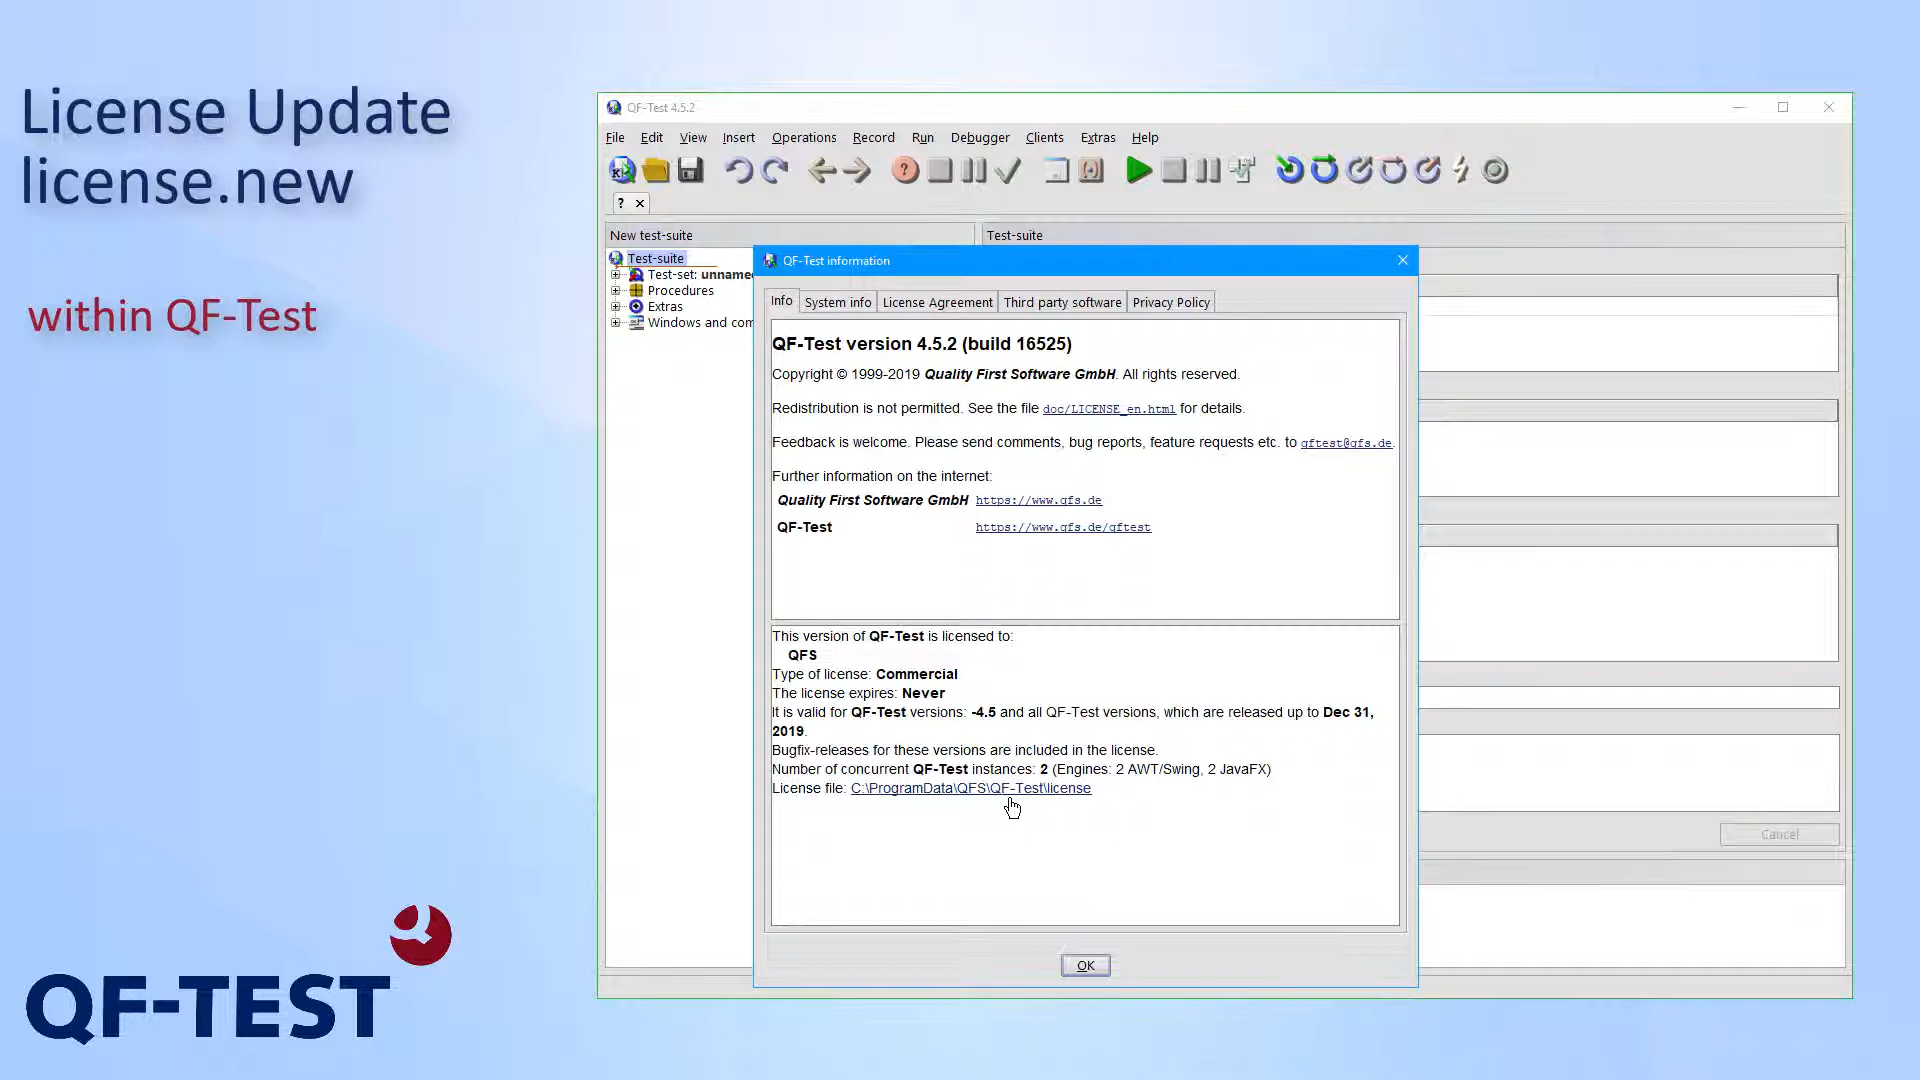 License Update
license.new
within QF-Test
QF-TEST
QF-Test 4.5.2
File Edit View Insert Operations Record Run Debugger Clients Extras Help
? ×
New test-suite
Test-suite
Test-suite
Test-set: unname
Procedures
Extras
Windows and com
QF-Test information
Info System info License Agreement Third party software Privacy Policy
QF-Test version 4.5.2 (build 16525)
Copyright © 1999-2019 Quality First Software GmbH. All rights reserved.
Redistribution is not permitted. See the file doc/LICENSE_en.html for details.
Feedback is welcome. Please send comments, bug reports, feature requests etc. to qftest@qfs.de.
Further information on the internet:
Quality First Software GmbH https://www.qfs.de
QF-Test https://www.qfs.de/qftest
This version of QF-Test is licensed to:
QFS
Type of license: Commercial
The license expires: Never
It is valid for QF-Test versions: -4.5 and all QF-Test versions, which are released up to Dec 31,
2019.
Bugfix-releases for these versions are included in the license.
Number of concurrent QF-Test instances: 2 (Engines: 2 AWT/Swing, 2 JavaFX)
License file: C:\ProgramData\QFS\QF-Test\license
Cancel
OK